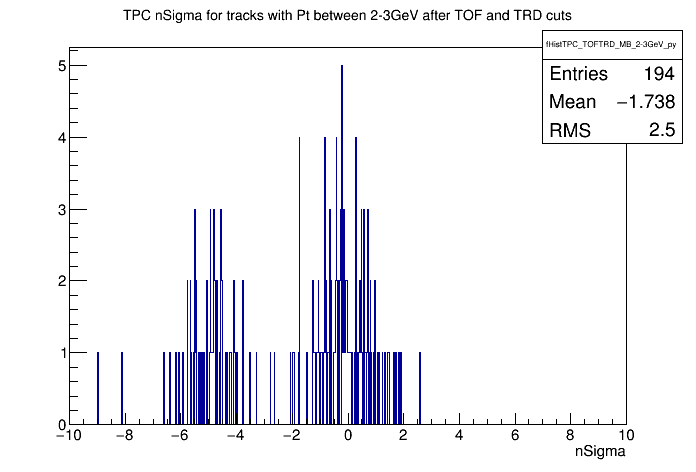 TPC nSigma for tracks with Pt between 2-3GeV after TOF and TRD cuts
fHistTPC_TOFTRD_MB_2-3GeV_py
Entries 194
Mean −1.738
RMS 2.5
5
4
3
2
1
0
−10 −8 −6 −4 −2 0 2 4 6 8 10
nSigma